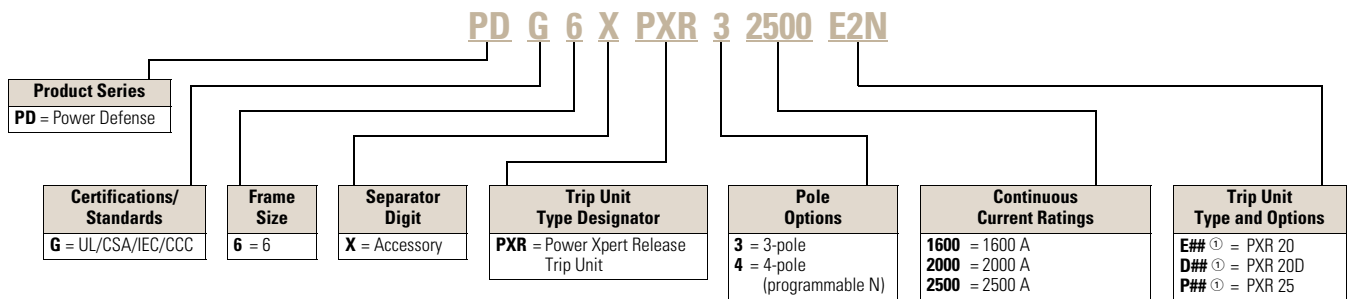 PD G 6 X PXR 3 2500 E2N
Product Series
PD = Power Defense
Certifications/
Standards
G = UL/CSA/IEC/CCC
Frame
Size
6 = 6
Separator
Digit
X = Accessory
Trip Unit
Type Designator
PXR = Power Xpert Release
Trip Unit
Pole
Options
3 = 3-pole
4 = 4-pole
(programmable N)
Continuous
Current Ratings
1600 = 1600 A
2000 = 2000 A
2500 = 2500 A
Trip Unit
Type and Options
E## ① = PXR 20
D## ① = PXR 20D
P## ① = PXR 25